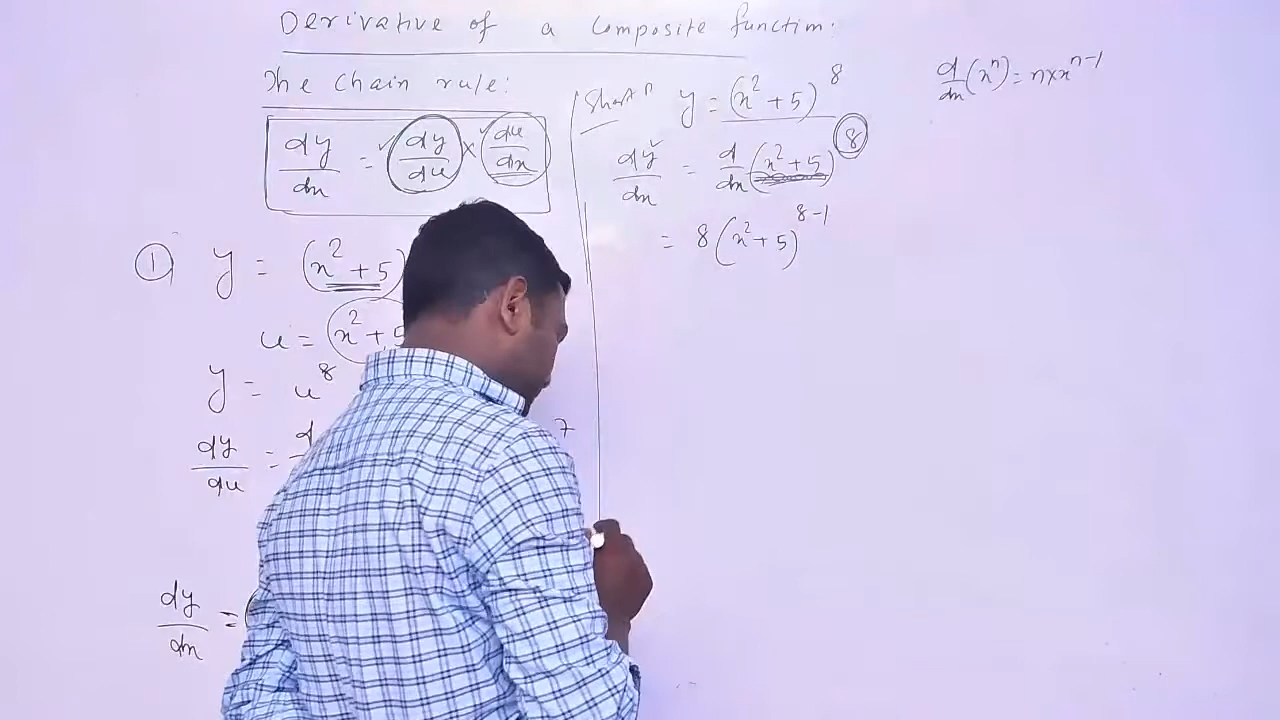 Derivative of a Composite function:
The Chain rule:
dy/dx = dy/du × du/dx
① y = (x² + 5)
u = (x² + 5
y = u⁸
dy/du = d
7
dy/dx = (
Short y = (x² + 5)⁸
dy/dx = d/dx (x² + 5)⁸
= 8(x² + 5)⁸⁻¹
d/dx (xⁿ) = n×xⁿ⁻¹